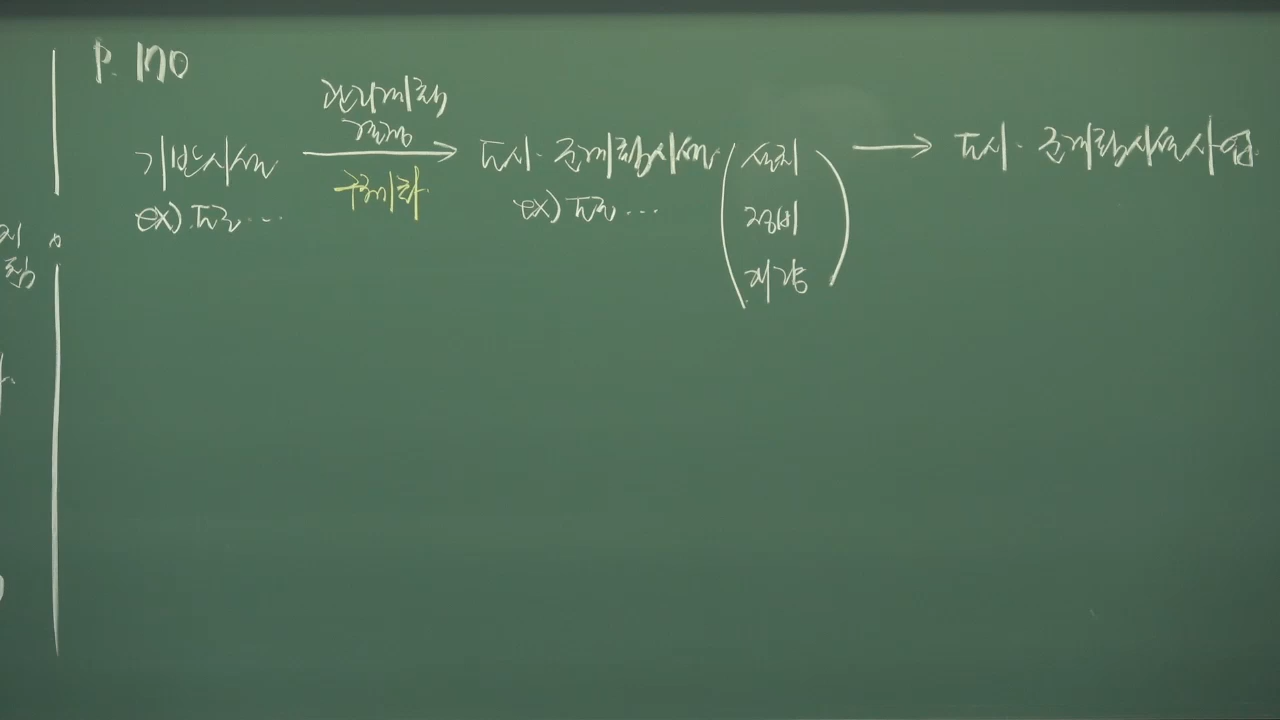 P. 170
관리계획
결정
기반시설 → 도시·군계획시설 (설치 → 도시·군계획시설사업
구체화
ex) 도로 ... ex) 도로 ... 정비
개량)